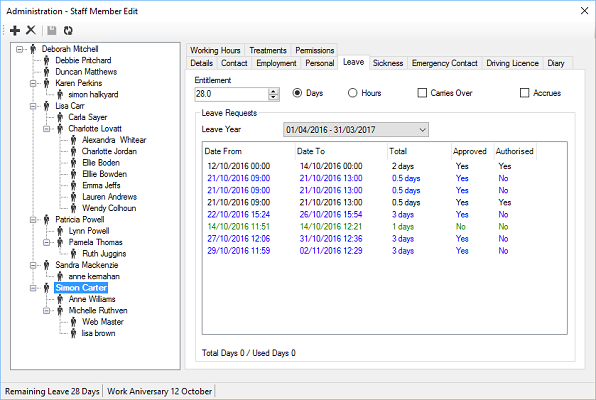 Administration - Staff Member Edit
Deborah Mitchell
Debbie Pritchard
Duncan Matthews
Karen Perkins
simon halkyard
Lisa Carr
Carla Sayer
Charlotte Lovatt
Alexandra Whitear
Charlotte Jordan
Ellie Boden
Elllie Bowden
Emma Jeffs
Lauren Andrews
Wendy Calhoun
Patricia Powell
Lynn Powell
Pamela Thomas
Ruth Juggins
Sandra Mackenzie
anne kernahan
Simon Carter
Anne Williams
Michelle Ruthven
Web Master
lisa brown
Working Hours Treatments Permissions
Details Contact Employment Personal Leave Sickness Emergency Contact Driving Licence Diary
Entitlement
28.0 Days Hours Carries Over Accrues
Leave Requests
Leave Year 01/04/2016 - 31/03/2017
Date From Date To Total Approved Authorised
12/10/2016 00:00 14/10/2016 00:00 2 days Yes Yes
21/10/2016 09:00 21/10/2016 13:00 0.5 days Yes No
21/10/2016 09:00 21/10/2016 13:00 0.5 days Yes No
21/10/2016 09:00 21/10/2016 13:00 0.5 days Yes Yes
22/10/2016 15:24 26/10/2016 15:54 3 days Yes No
14/10/2016 11:51 14/10/2016 12:21 1 days No No
27/10/2016 12:06 31/10/2016 12:36 3 days Yes No
29/10/2016 11:59 02/11/2016 12:29 3 days Yes No
Total Days 0 / Used Days 0
Remaining Leave 28 Days Work Aniversary 12 October